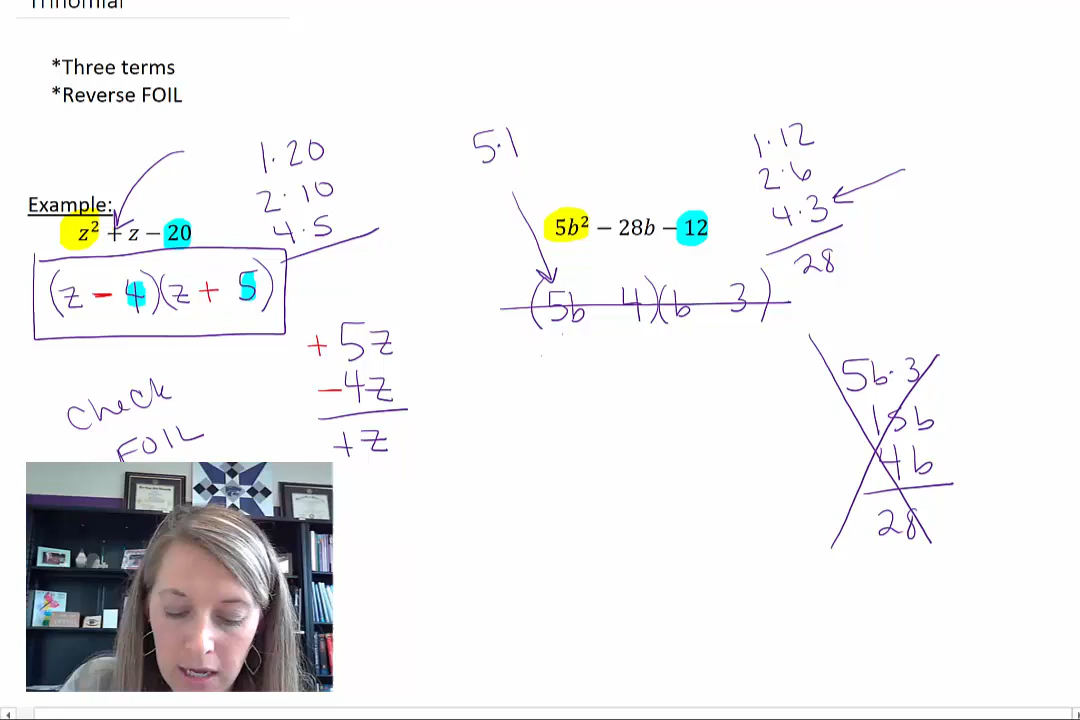 Trinomial
*Three terms
*Reverse FOIL
Example:
z² + z − 20
1·20
2·10
4·5
(z − 4)(z + 5)
+ 5z
− 4z
+ z
Check
FOIL
5·1
5b² − 28b − 12
1·12
2·6
4·3
28
(5b 4)(b 3)
5b·3
15b
4b
28